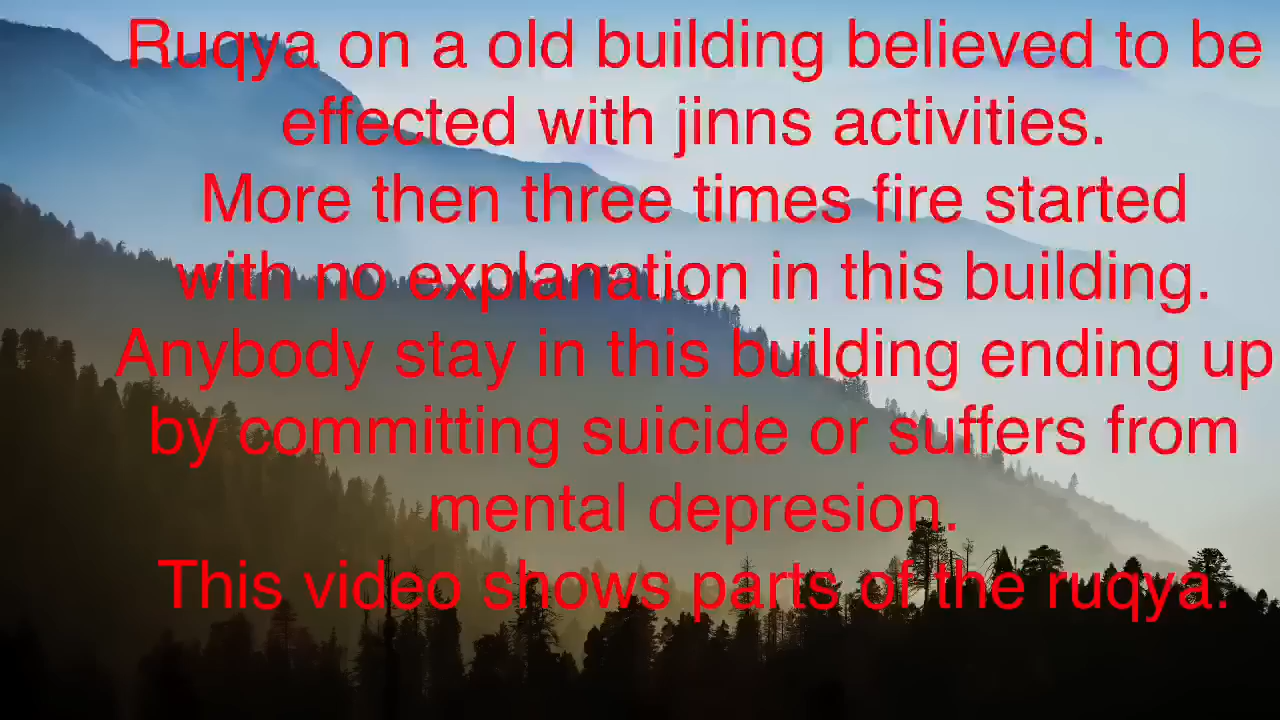 Ruqya on a old building believed to be
effected with jinns activities.
More then three times fire started
with no explanation in this building.
Anybody stay in this building ending up
by committing suicide or suffers from
mental depresion.
This video shows parts of the ruqya.